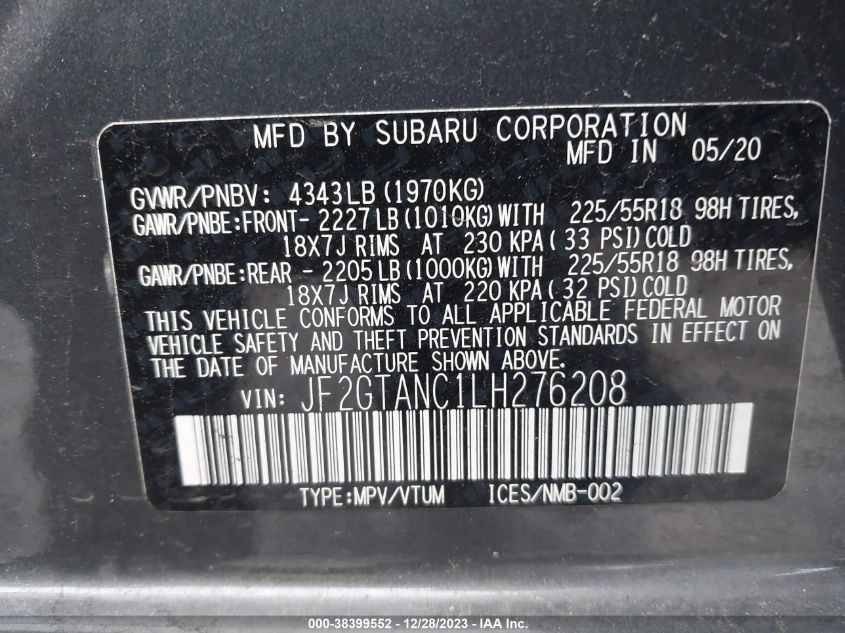 MFD BY SUBARU CORPORATION
MFD IN 05/20
GVWR/PNBV: 4343LB (1970KG)
GAWR/PNBE:FRONT- 2227LB (1010KG) WITH 225/55R18 98H TIRES,
18X7J RIMS AT 230 KPA ( 33 PSI) COLD
GAWR/PNBE:REAR - 2205LB (1000KG) WITH 225/55R18 98H TIRES,
18X7J RIMS AT 220 KPA ( 32 PSI) COLD
THIS VEHICLE CONFORMS TO ALL APPLICABLE FEDERAL MOTOR
VEHICLE SAFETY AND THEFT PREVENTION STANDARDS IN EFFECT ON
THE DATE OF MANUFACTURE SHOWN ABOVE.
VIN: JF2GTANC1LH276208
TYPE:MPV/VTUM ICES/NMB-002
000-38399552 - 12/28/2023 - IAA Inc.